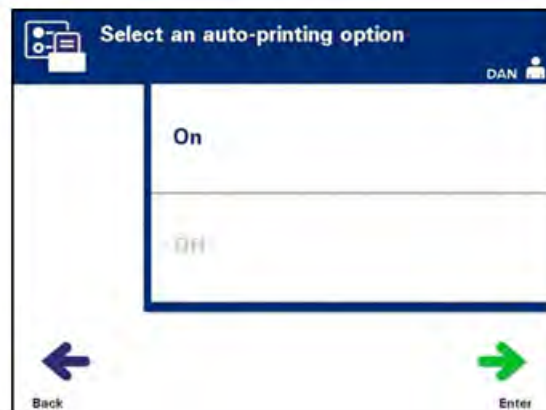 Select an auto-printing option
DAN
On
Off
Back
Enter